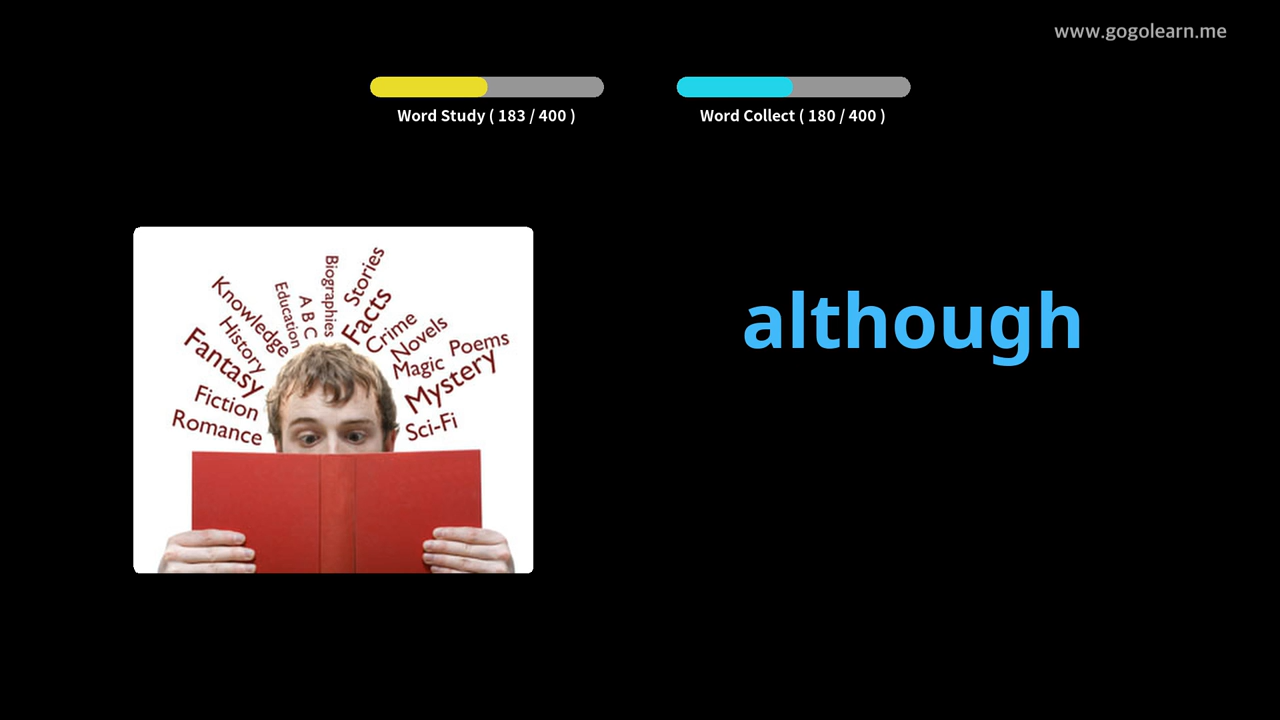 www.gogolearn.me
Word Study ( 183 / 400 )
Word Collect ( 180 / 400 )
Biographies
Stories
Education
A B C
Facts
Knowledge
Crime
History
Novels
Fantasy
Magic
Poems
Mystery
Fiction
Romance
Sci-Fi
although